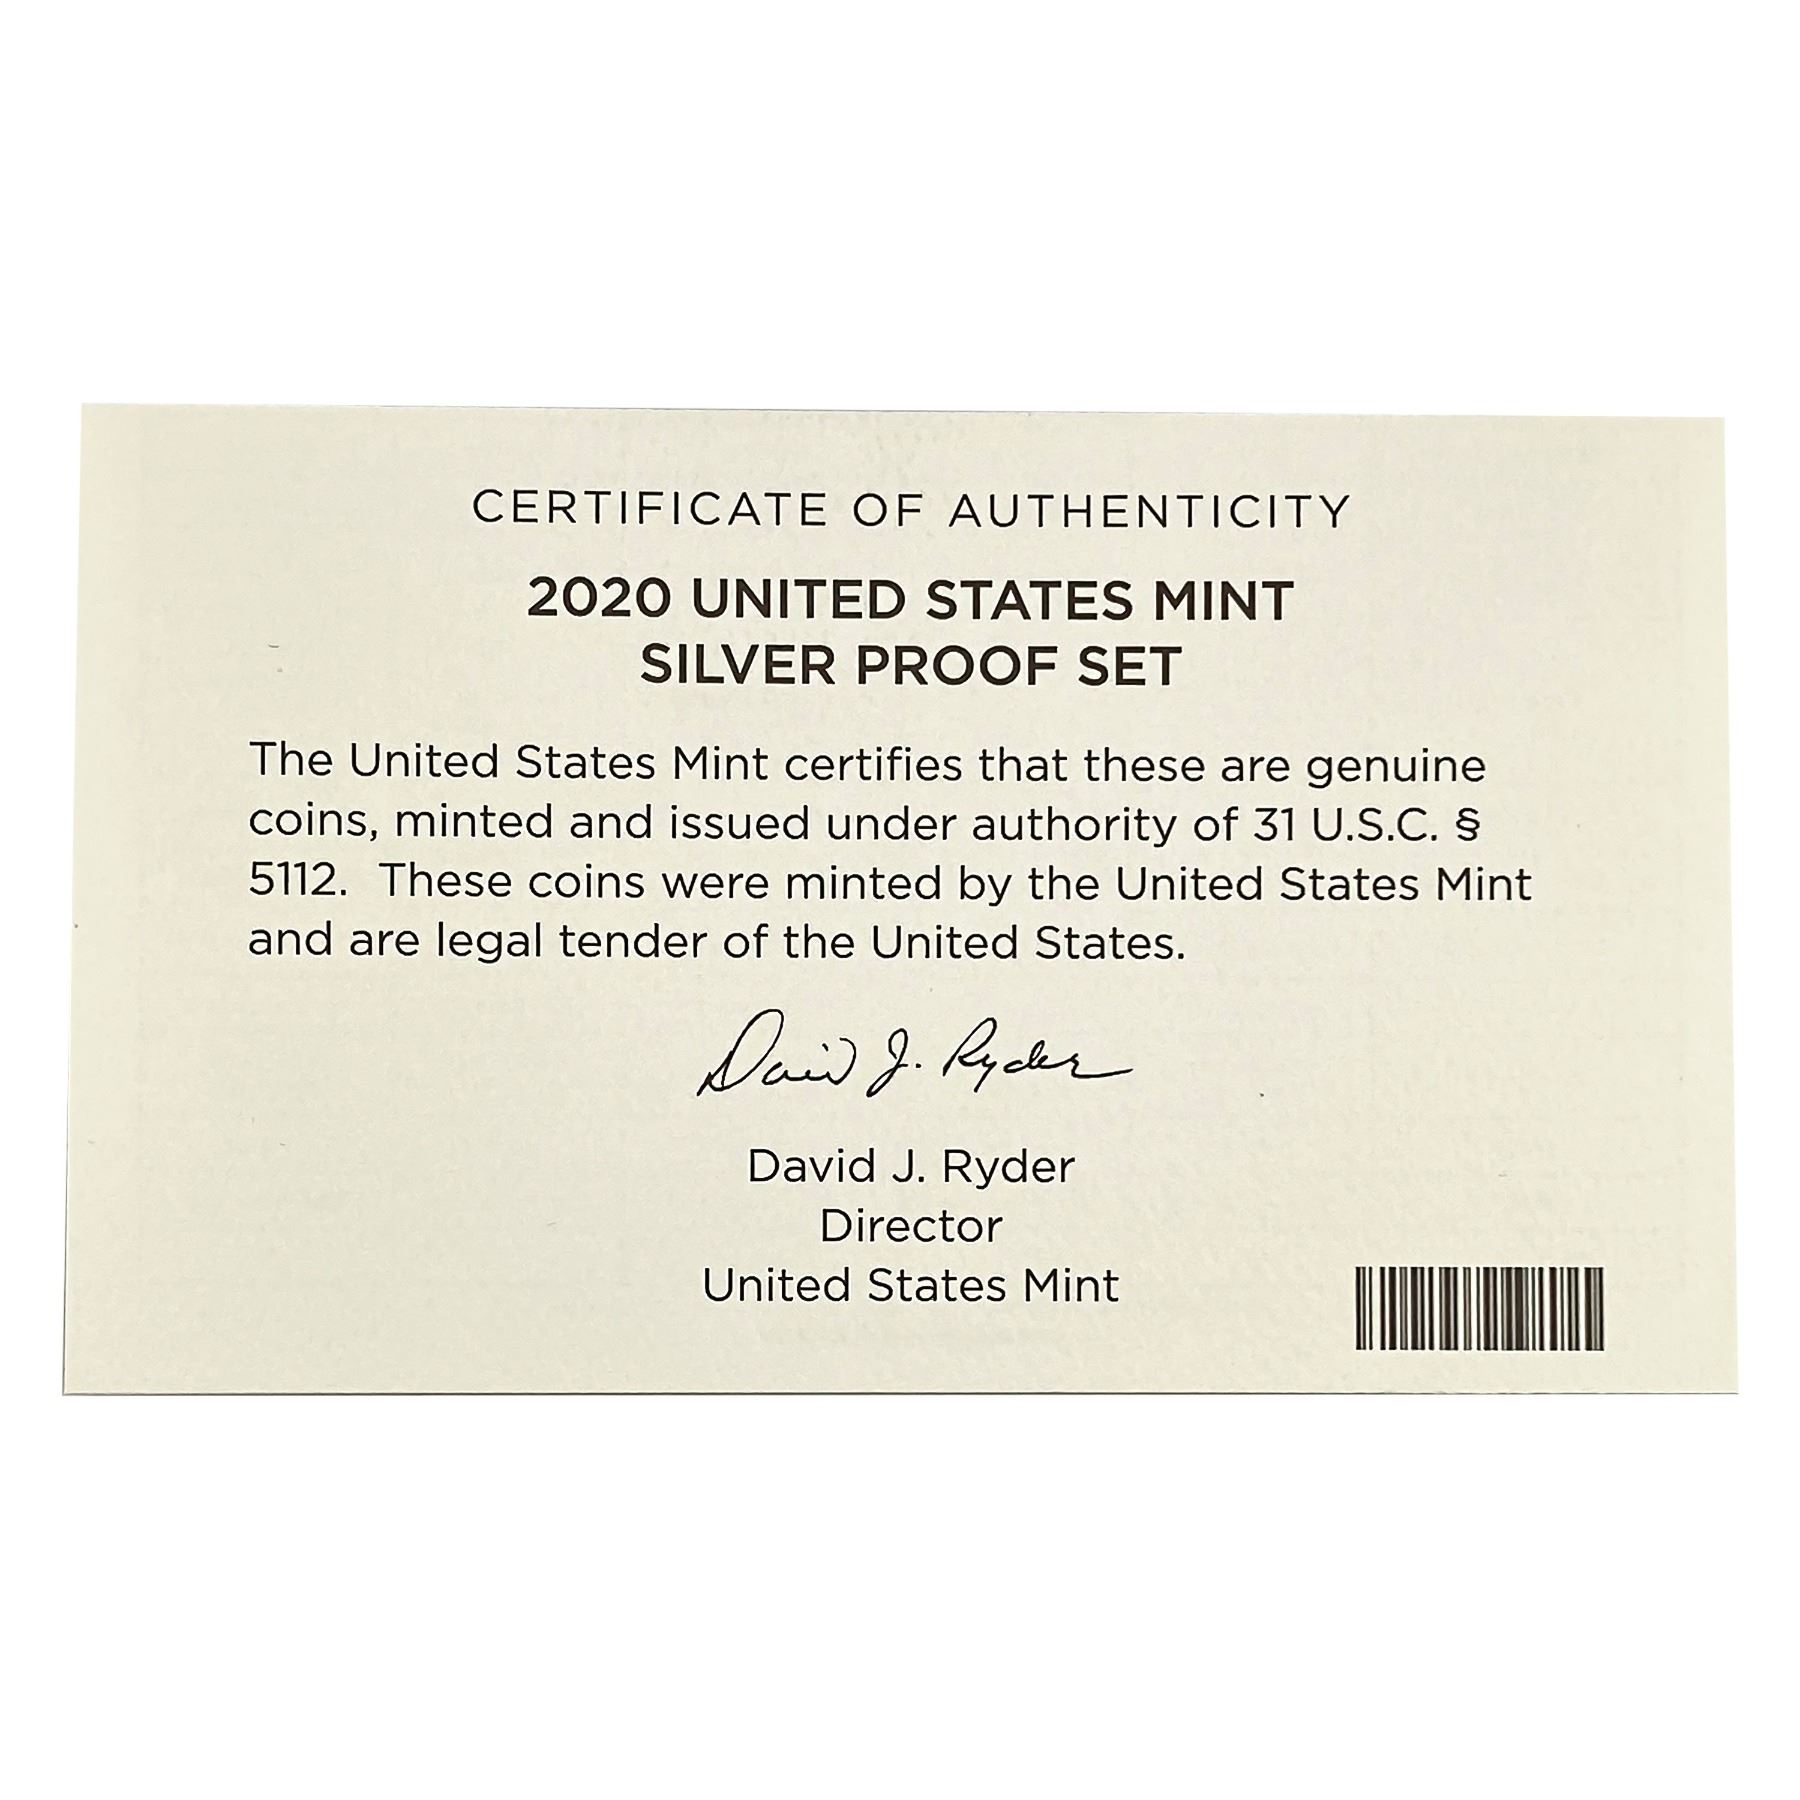 CERTIFICATE OF AUTHENTICITY
2020 UNITED STATES MINT
SILVER PROOF SET
The United States Mint certifies that these are genuine
coins, minted and issued under authority of 31 U.S.C. §
5112.  These coins were minted by the United States Mint
and are legal tender of the United States.
David J. Ryder
David J. Ryder
Director
United States Mint